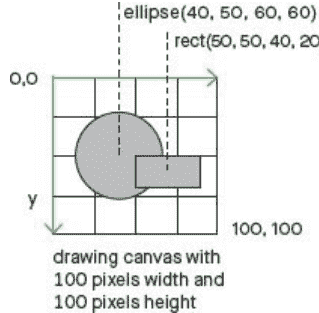 ellipse(40, 50, 60, 60)
rect(50, 50, 40, 20
0,0
y
100, 100
drawing canvas with
100 pixels width and
100 pixels height